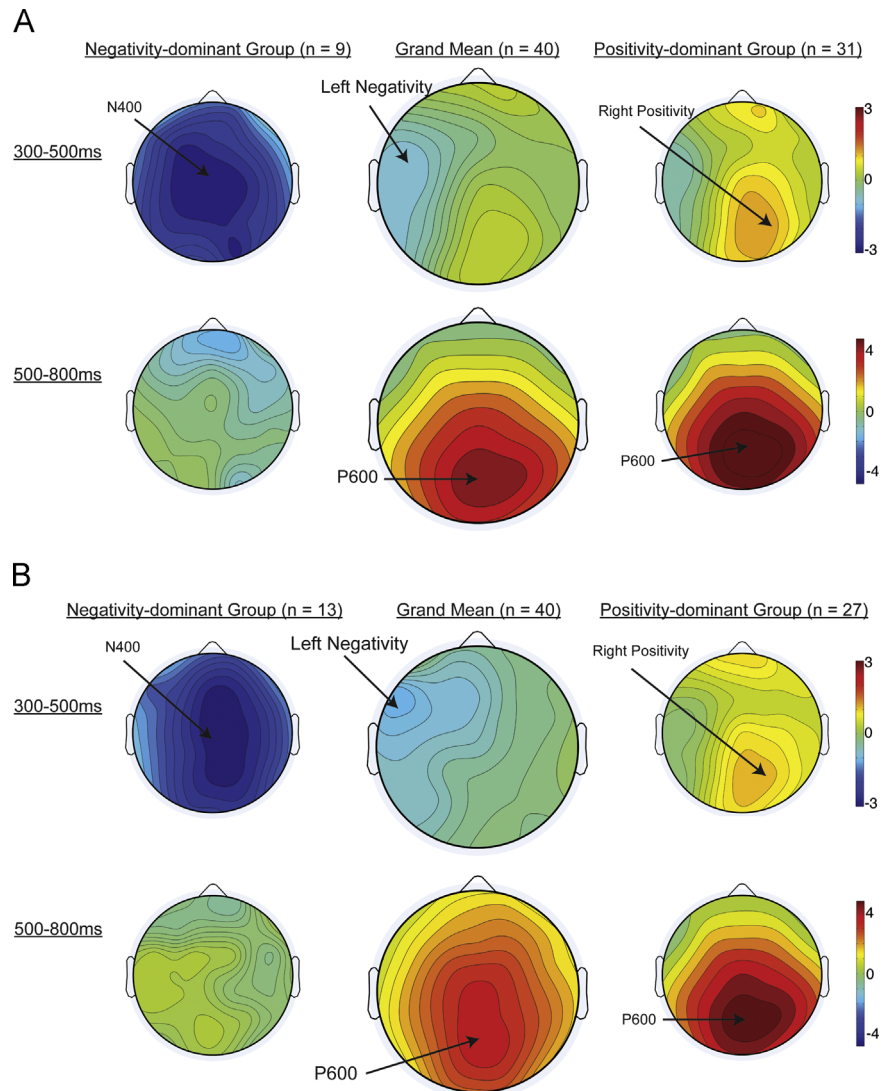 A
Negativity-dominant Group (n = 9)
Grand Mean (n = 40)
Positivity-dominant Group (n = 31)
N400
Left Negativity
Right Positivity
300-500ms
3
0
-3
500-800ms
P600
P600
4
0
-4
B
Negativity-dominant Group (n = 13)
Grand Mean (n = 40)
Positivity-dominant Group (n = 27)
N400
Left Negativity
Right Positivity
300-500ms
3
0
-3
500-800ms
P600
P600
4
0
-4